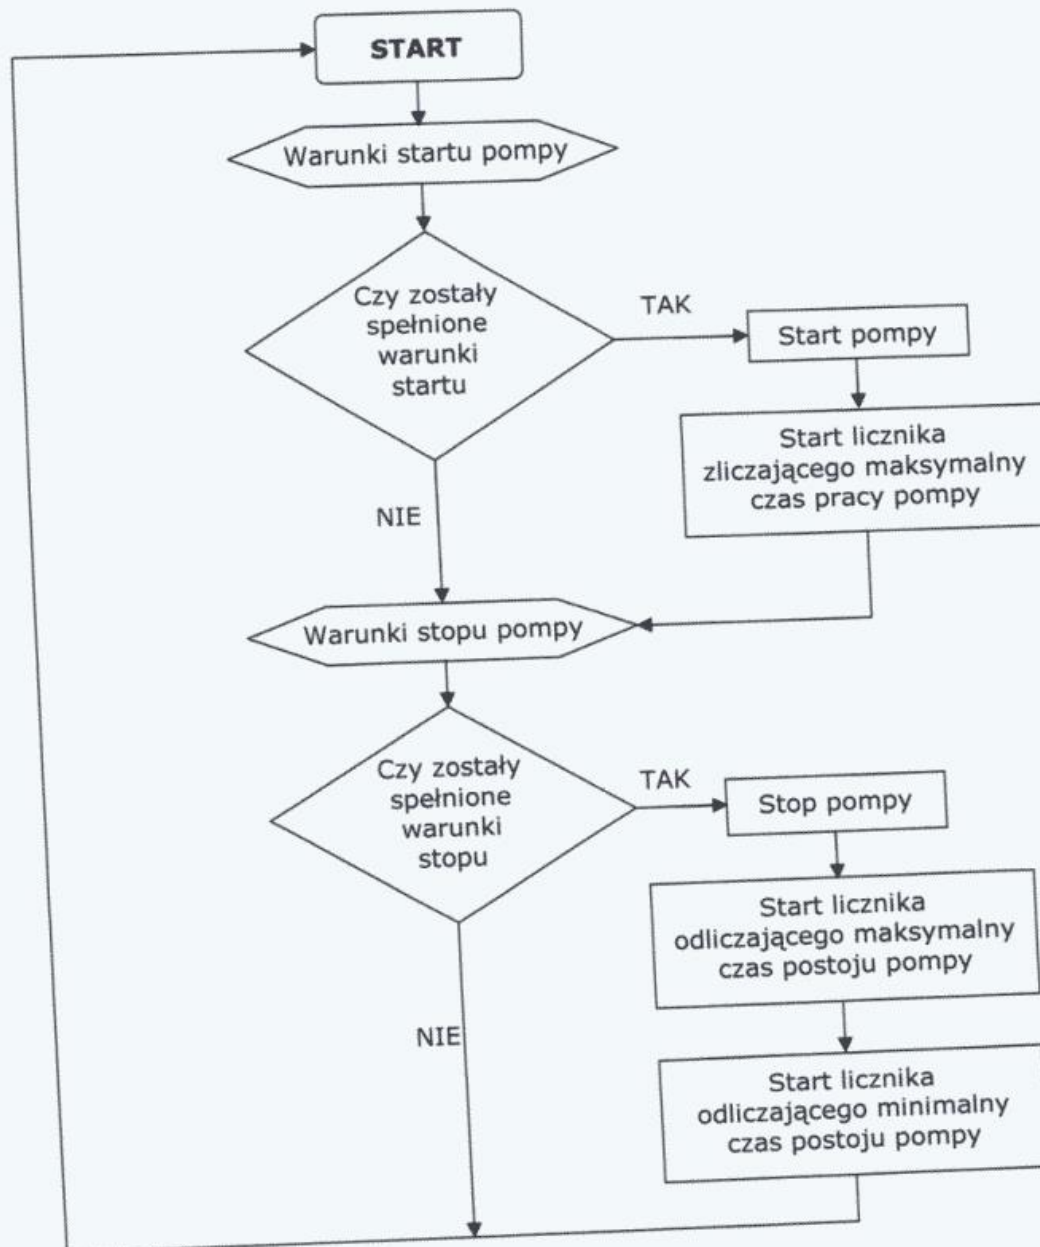 START
Warunki startu pompy
Czy zostały
spełnione
warunki
startu
TAK
Start pompy
Start licznika
zliczającego maksymalny
czas pracy pompy
NIE
Warunki stopu pompy
Czy zostały
spełnione
warunki
stopu
TAK
Stop pompy
Start licznika
odliczającego maksymalny
czas postoju pompy
NIE
Start licznika
odliczającego minimalny
czas postoju pompy